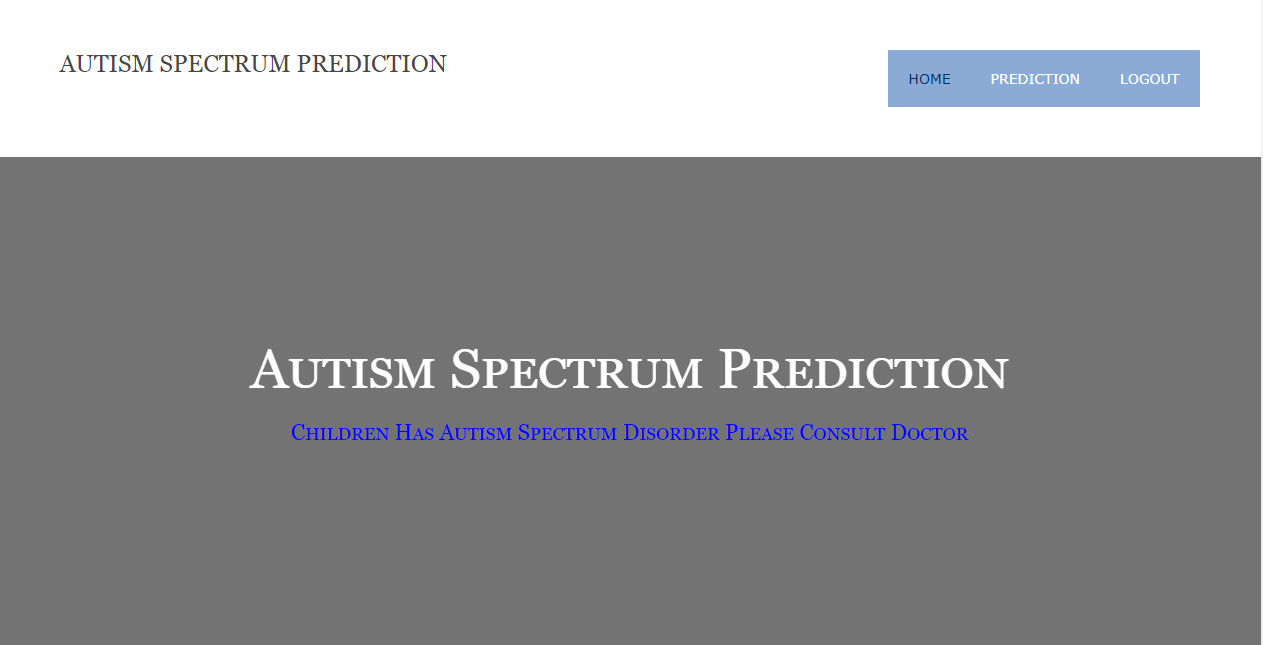 AUTISM SPECTRUM PREDICTION
HOME PREDICTION LOGOUT
Autism Spectrum Prediction
Children Has Autism Spectrum Disorder Please Consult Doctor